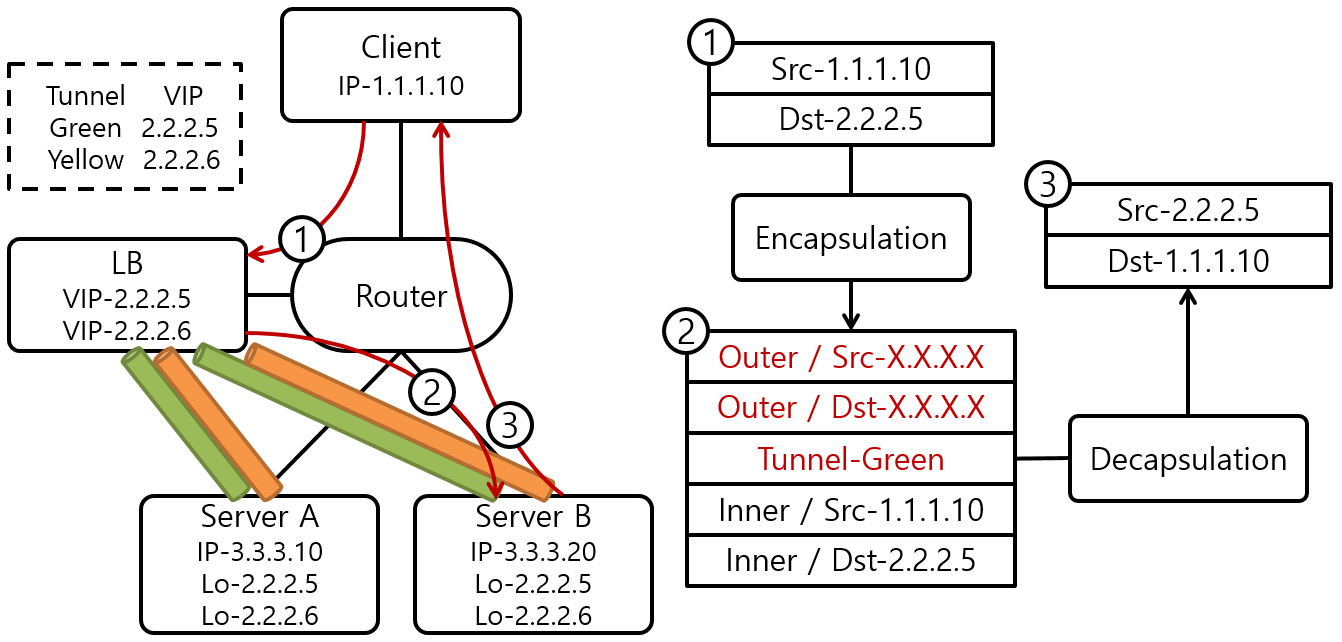 Client
IP-1.1.1.10
Tunnel VIP
Green 2.2.2.5
Yellow 2.2.2.6
1
LB
VIP-2.2.2.5
VIP-2.2.2.6
Router
2
3
Server A
IP-3.3.3.10
Lo-2.2.2.5
Lo-2.2.2.6
Server B
IP-3.3.3.20
Lo-2.2.2.5
Lo-2.2.2.6
1
Src-1.1.1.10
Dst-2.2.2.5
Encapsulation
2
Outer / Src-X.X.X.X
Outer / Dst-X.X.X.X
Tunnel-Green
Inner / Src-1.1.1.10
Inner / Dst-2.2.2.5
Decapsulation
3
Src-2.2.2.5
Dst-1.1.1.10